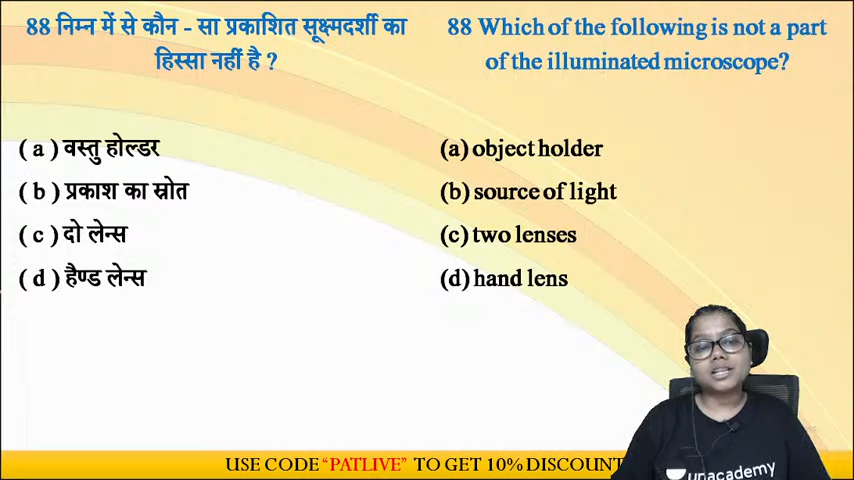 88 निम्न में से कौन - सा प्रकाशित सूक्ष्मदर्शी का
हिस्सा नहीं है ?
( a ) वस्तु होल्डर
( b ) प्रकाश का स्रोत
( c ) दो लेन्स
( d ) हैण्ड लेन्स
88 Which of the following is not a part
of the illuminated microscope?
(a) object holder
(b) source of light
(c) two lenses
(d) hand lens
unacademy
USE CODE “PATLIVE” TO GET 10% DISCOUNT